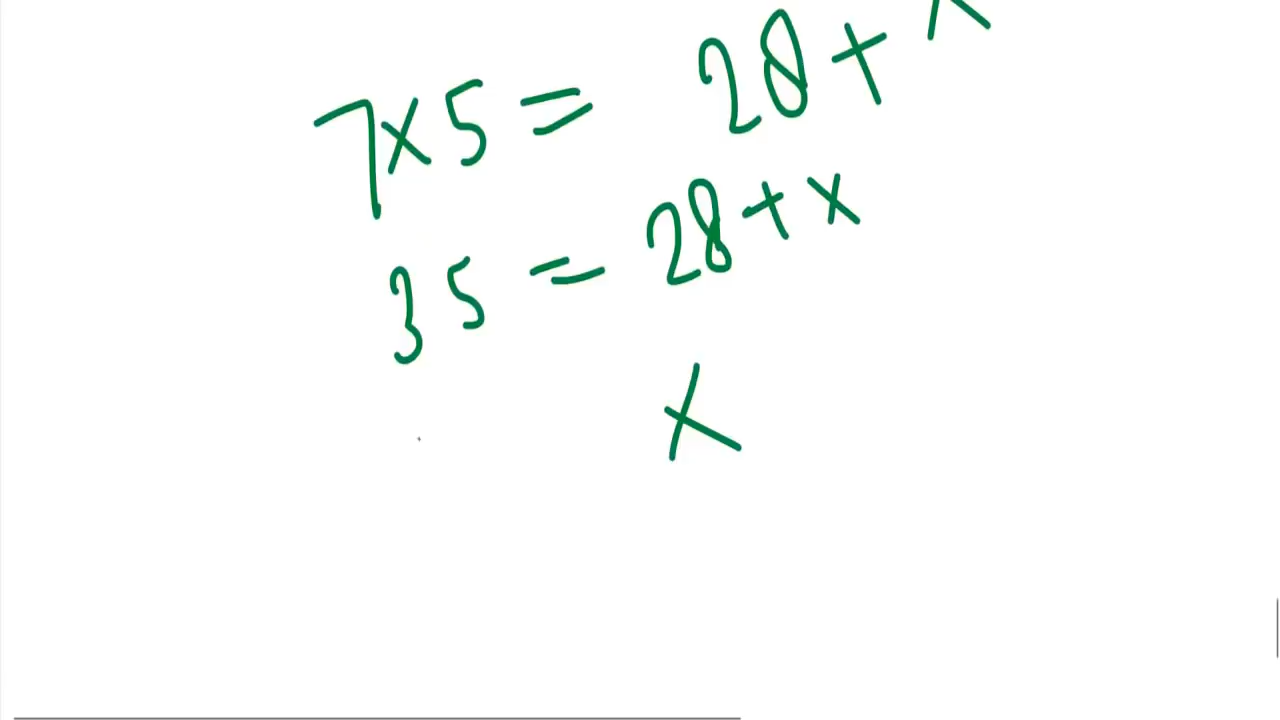 7x5 = 28+x
35 = 28+x
x